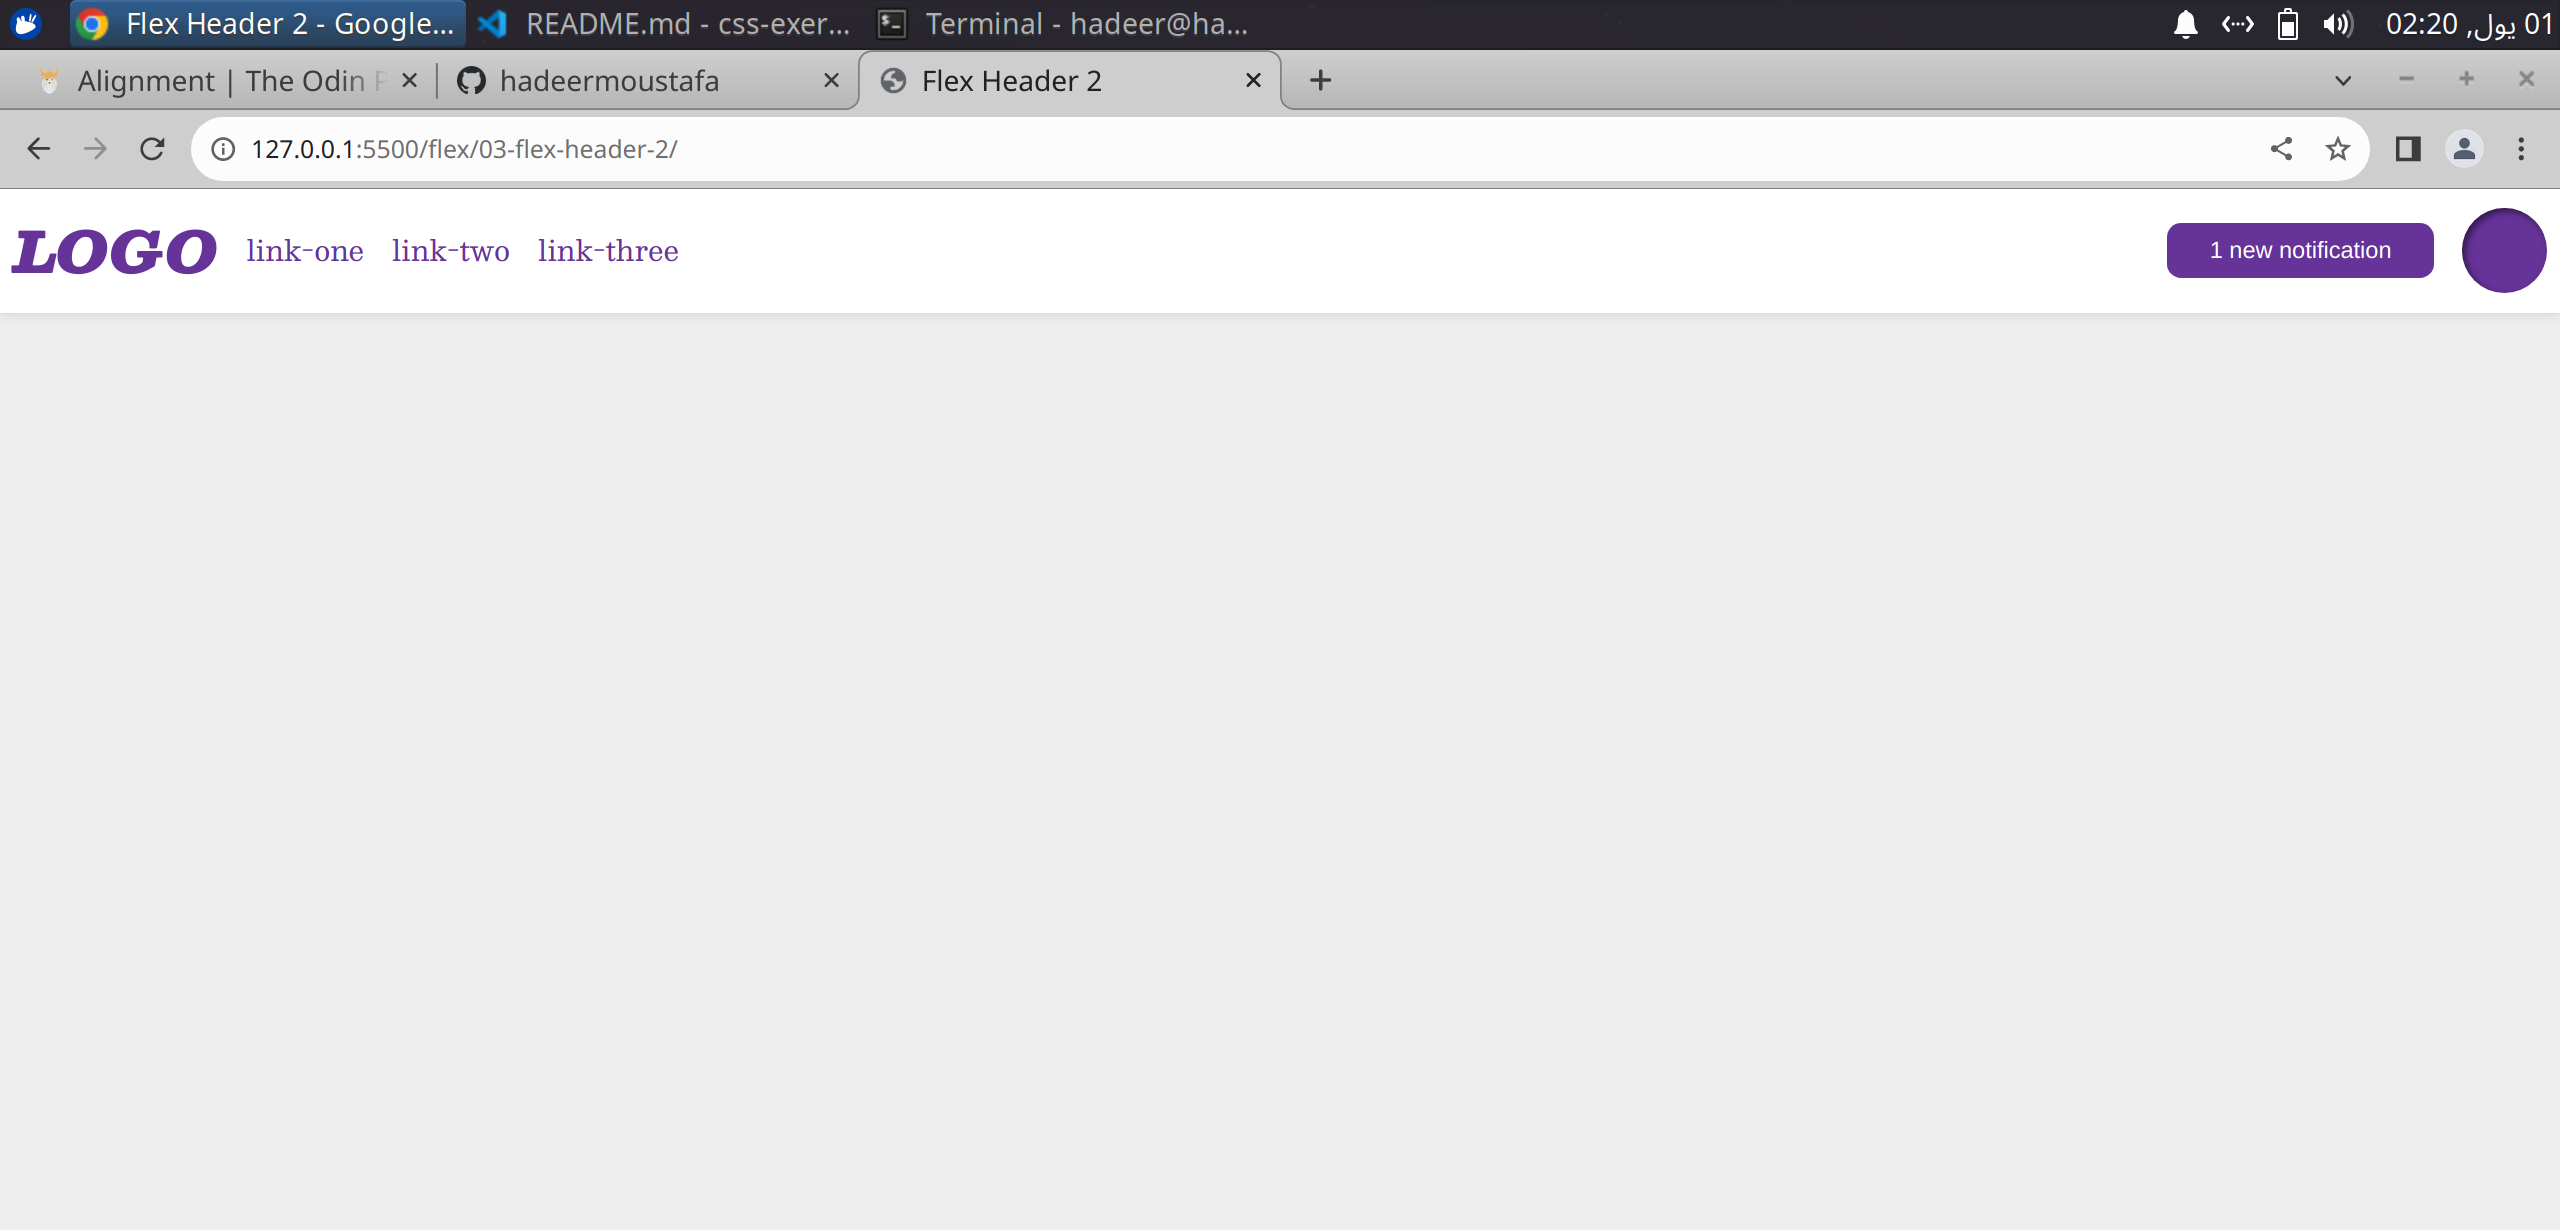 Flex Header 2 - Google...
README.md - css-exer...
Terminal - hadeer@ha...
01 يول, 02:20
Alignment | The Odin P
hadeermoustafa
Flex Header 2
127.0.0.1:5500/flex/03-flex-header-2/
LOGO
link-one
link-two
link-three
1 new notification